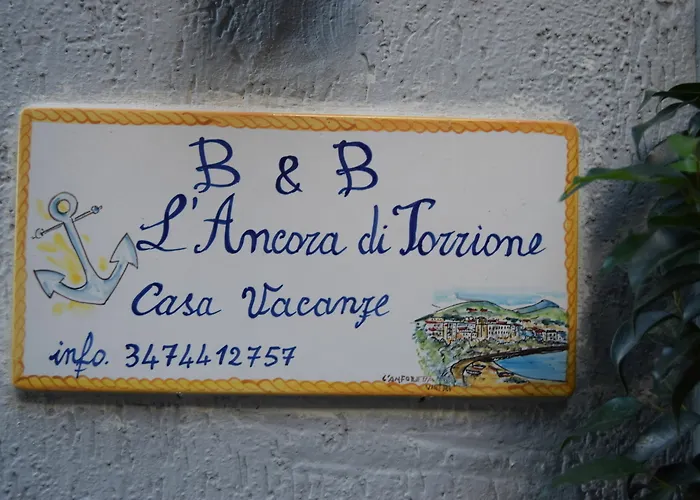 B & B
L'Ancora di Torrione
Casa Vacanze
info. 3474412757